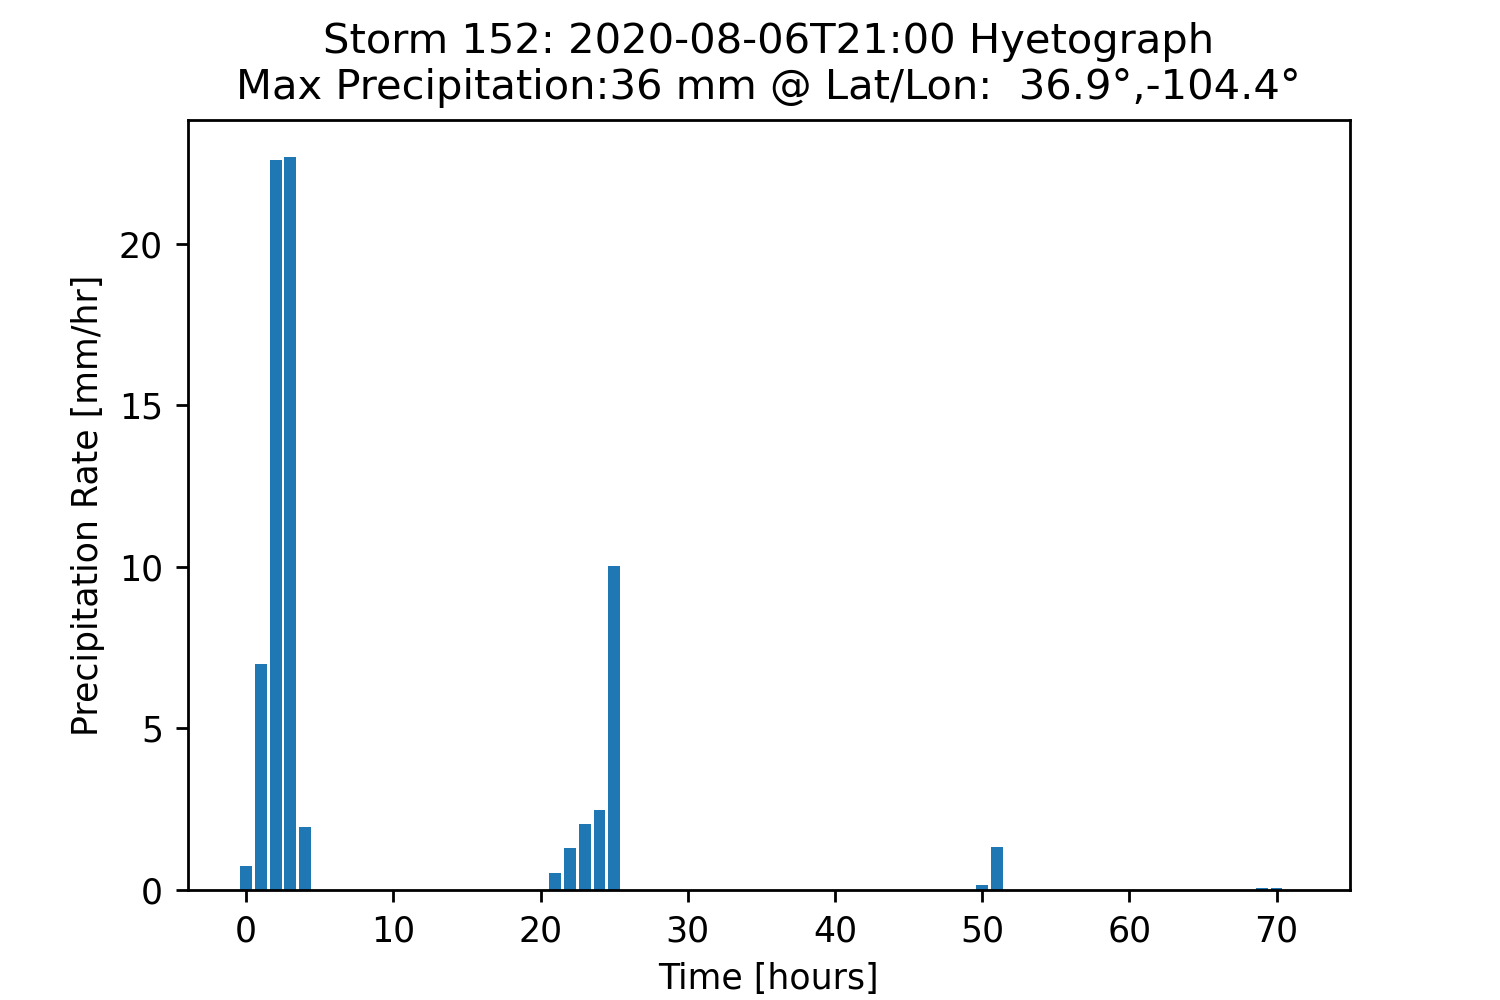 Storm 152: 2020-08-06T21:00 Hyetograph
Max Precipitation:36 mm @ Lat/Lon:  36.9°,-104.4°
Precipitation Rate [mm/hr]
20
15
10
5
0
0 10 20 30 40 50 60 70
Time [hours]